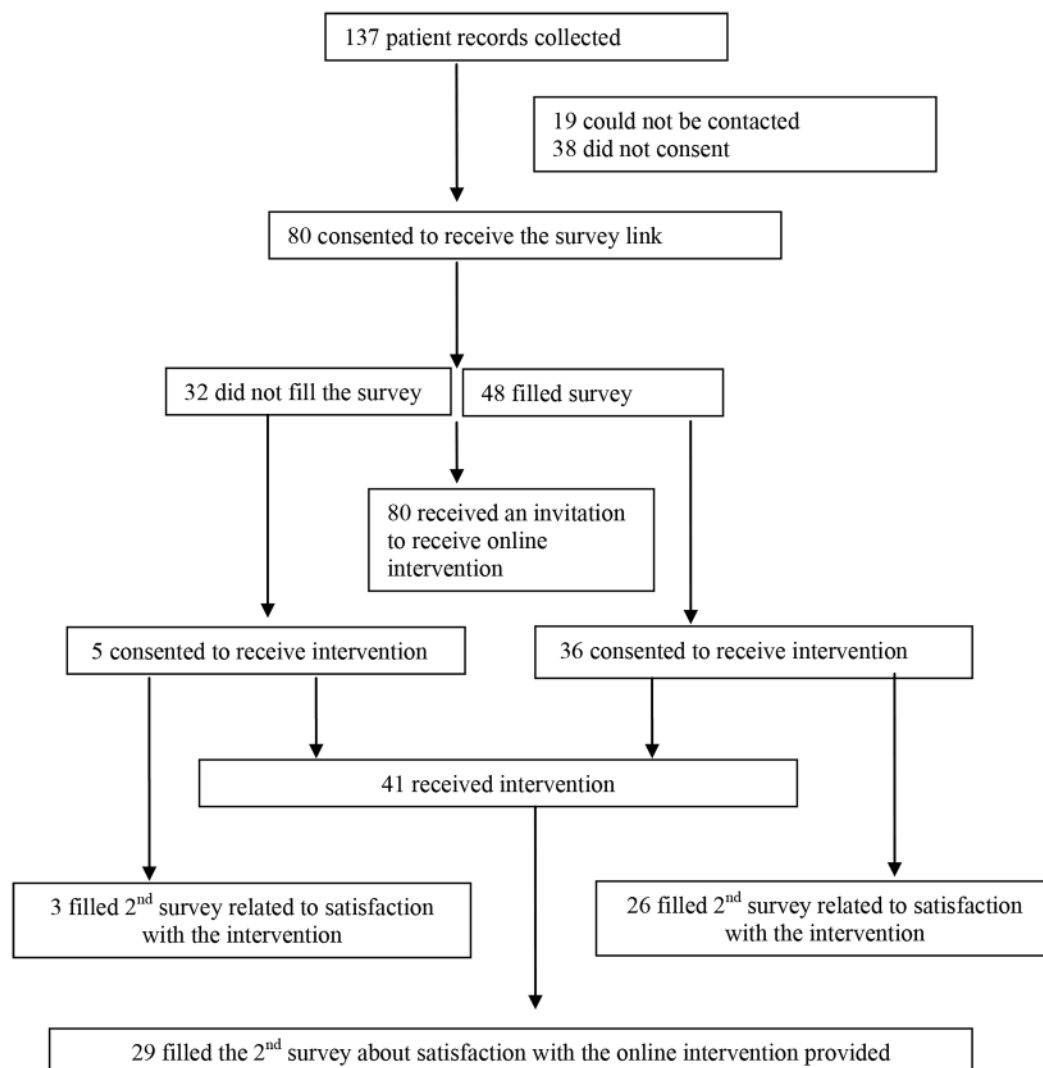 137 patient records collected
19 could not be contacted
38 did not consent
80 consented to receive the survey link
32 did not fill the survey
48 filled survey
80 received an invitation
to receive online
intervention
5 consented to receive intervention
36 consented to receive intervention
41 received intervention
3 filled 2nd survey related to satisfaction
with the intervention
26 filled 2nd survey related to satisfaction
with the intervention
29 filled the 2nd survey about satisfaction with the online intervention provided